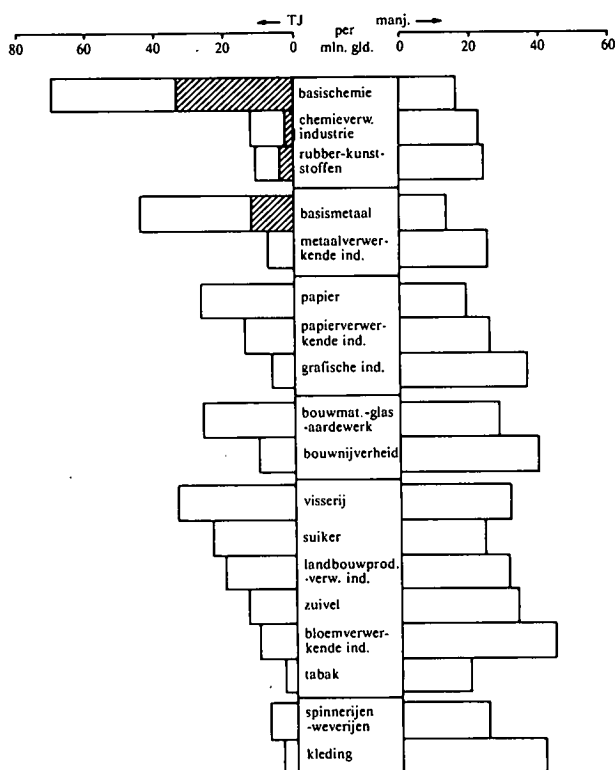 ← TJ per manj. →
mln. gld.
80 60 40 20 0 0 20 40 60
basischemie
chemieverw.
industrie
rubber-kunst-
stoffen
basismetaal
metaalverwer-
kende ind.
papier
papierverwer-
kende ind.
grafische ind.
bouwmat.-glas
-aardewerk
bouwnijverheid
visserij
suiker
landbouwprod.
-verw. ind.
zuivel
bloemverwer-
kende ind.
tabak
spinnerijen
-weverijen
kleding